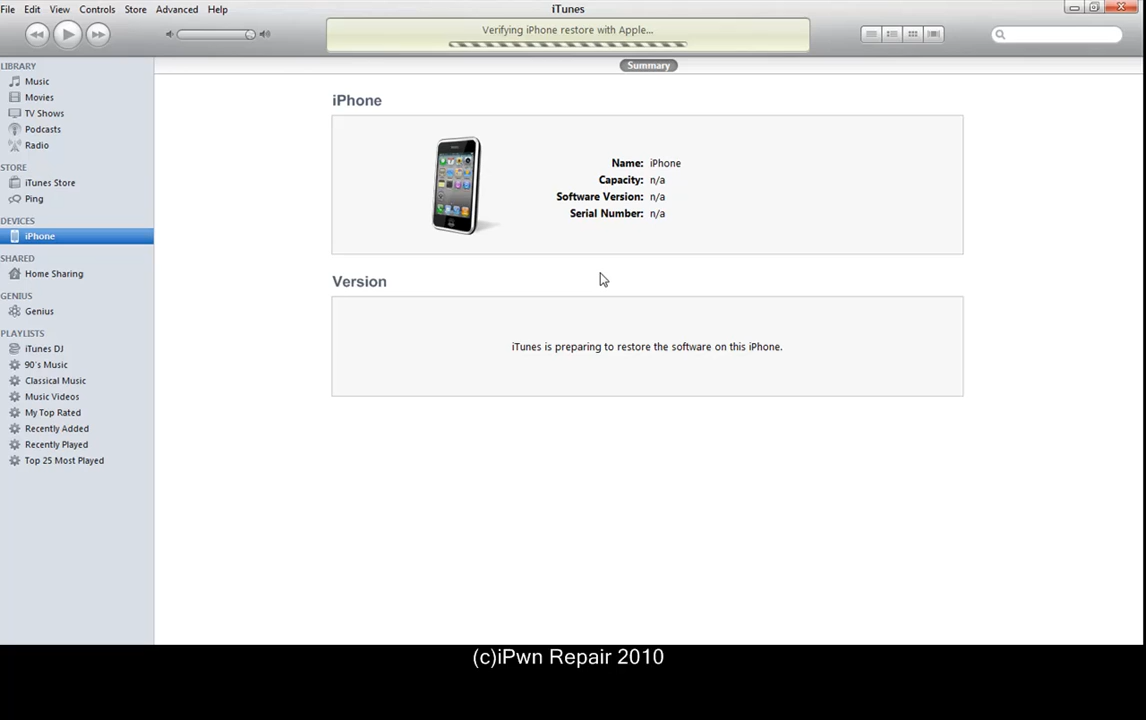 File Edit View Controls Store Advanced Help
iTunes
Verifying iPhone restore with Apple...
LIBRARY
Music
Movies
TV Shows
Podcasts
Radio
STORE
iTunes Store
Ping
DEVICES
iPhone
SHARED
Home Sharing
GENIUS
Genius
PLAYLISTS
iTunes DJ
90's Music
Classical Music
Music Videos
My Top Rated
Recently Added
Recently Played
Top 25 Most Played
Summary
iPhone
Name: iPhone
Capacity: n/a
Software Version: n/a
Serial Number: n/a
Version
iTunes is preparing to restore the software on this iPhone.
(c)iPwn Repair 2010